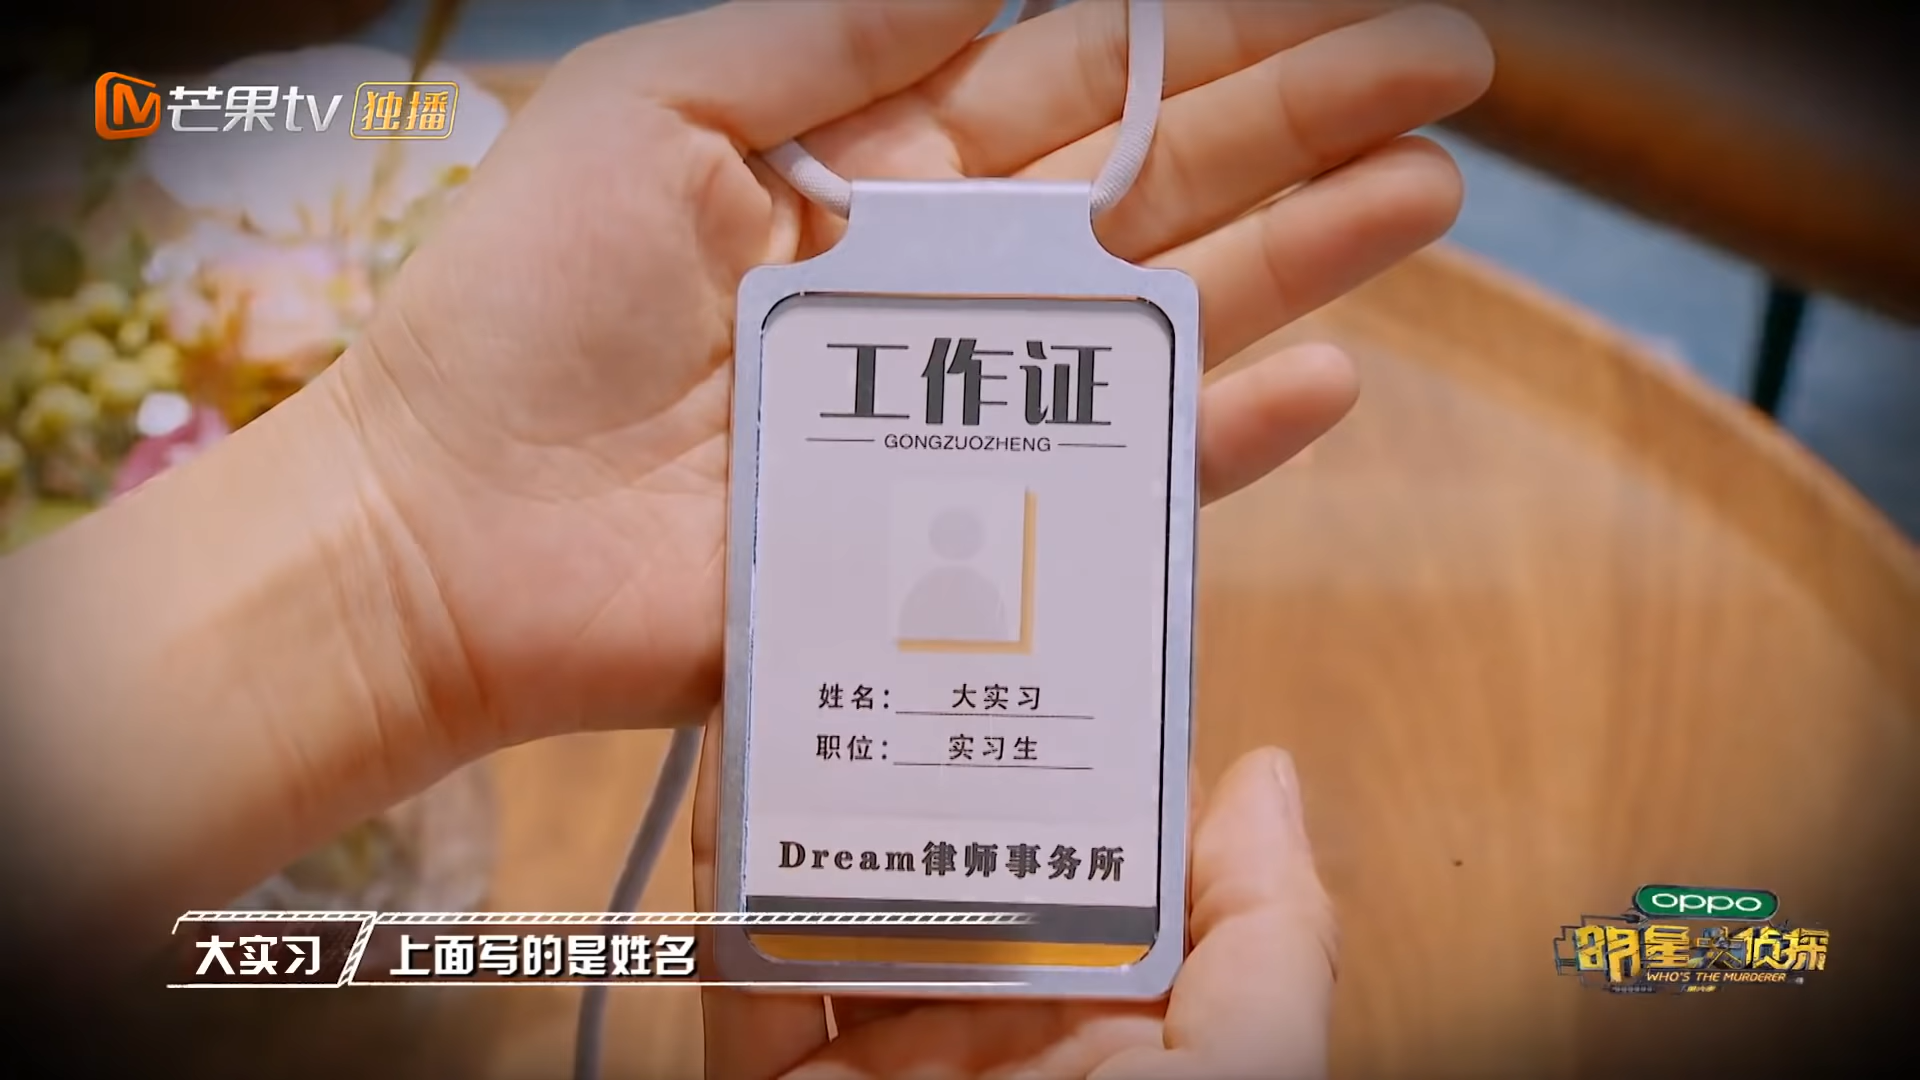 芒果tv 独播
工作证
GONGZUOZHENG
姓名： 大实习
职位： 实习生
Dream律师事务所
大实习 上面写的是姓名
oppo
明星大侦探
WHO'S THE MURDERER